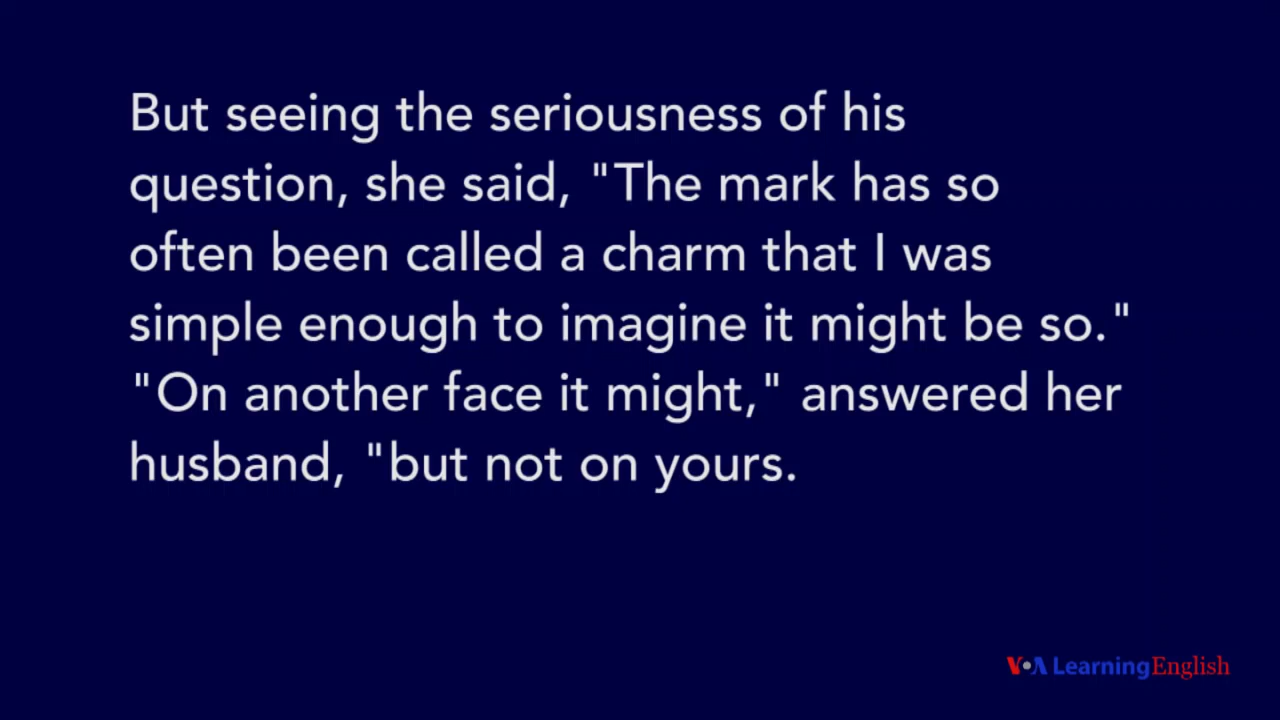 But seeing the seriousness of his
question, she said, "The mark has so
often been called a charm that I was
simple enough to imagine it might be so."
"On another face it might," answered her
husband, "but not on yours.
VOA Learning English